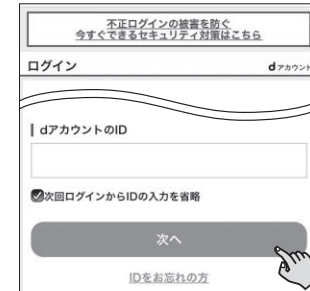 不正ログインの被害を防ぐ
今すぐできるセキュリティ対策はこちら
ログイン
dアカウント
dアカウントのID
次回ログインからIDの入力を省略
次へ
IDをお忘れの方